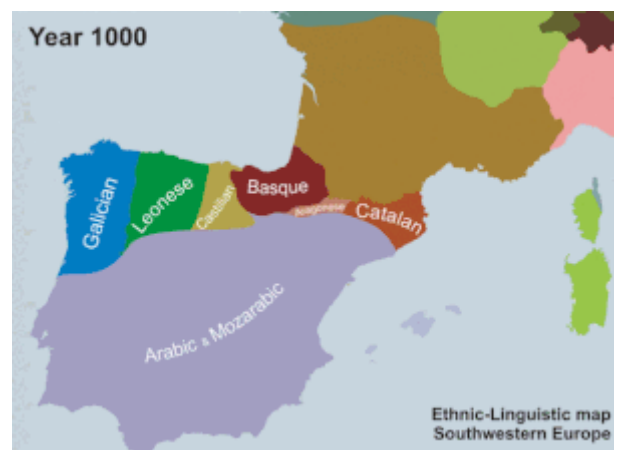 Year 1000
Galician
Leonese
Castilian
Basque
Aragonese
Catalan
Arabic & Mozarabic
Ethnic-Linguistic map
Southwestern Europe